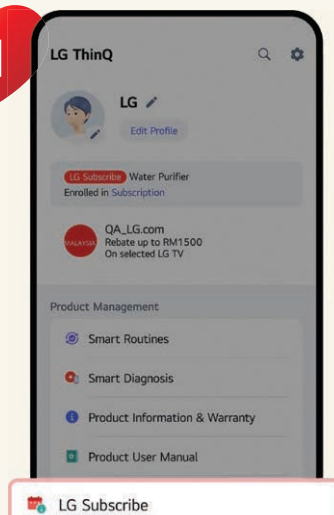 LG ThinQ
LG
Edit Profile
LG Subscribe Water Purifier
Enrolled in Subscription
MALAYSIA
QA_LG.com
Rebate up to RM1500
On selected LG TV
Product Management
Smart Routines
Smart Diagnosis
Product Information & Warranty
Product User Manual
LG Subscribe